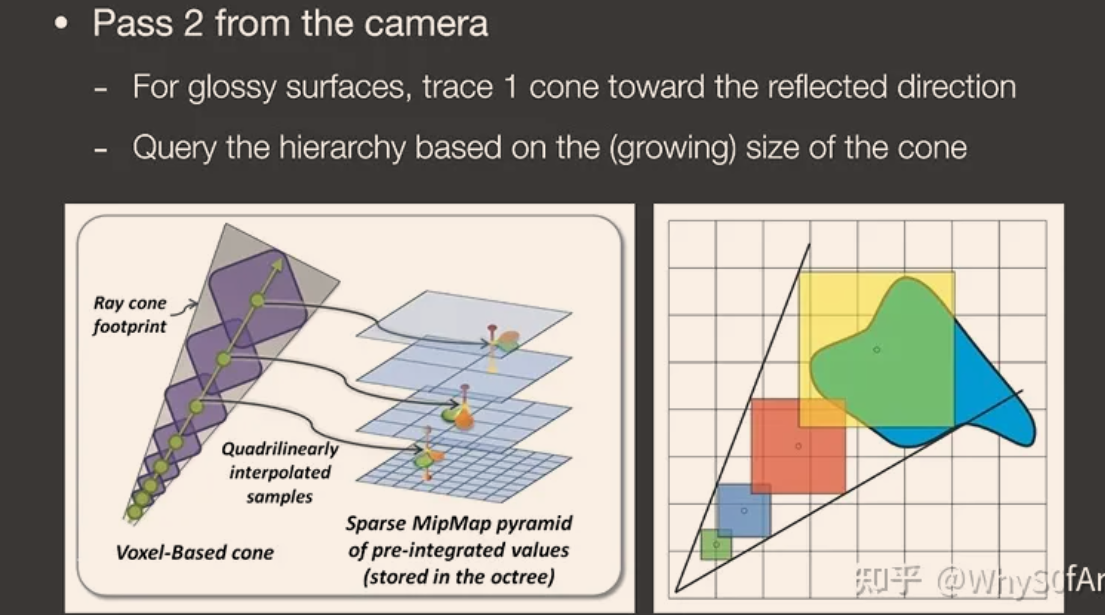 • Pass 2 from the camera
- For glossy surfaces, trace 1 cone toward the reflected direction
- Query the hierarchy based on the (growing) size of the cone
Ray cone
footprint
Quadrilinearly
interpolated
samples
Voxel-Based cone
Sparse MipMap pyramid
of pre-integrated values
(stored in the octree)
知乎 @WhyS0fAr